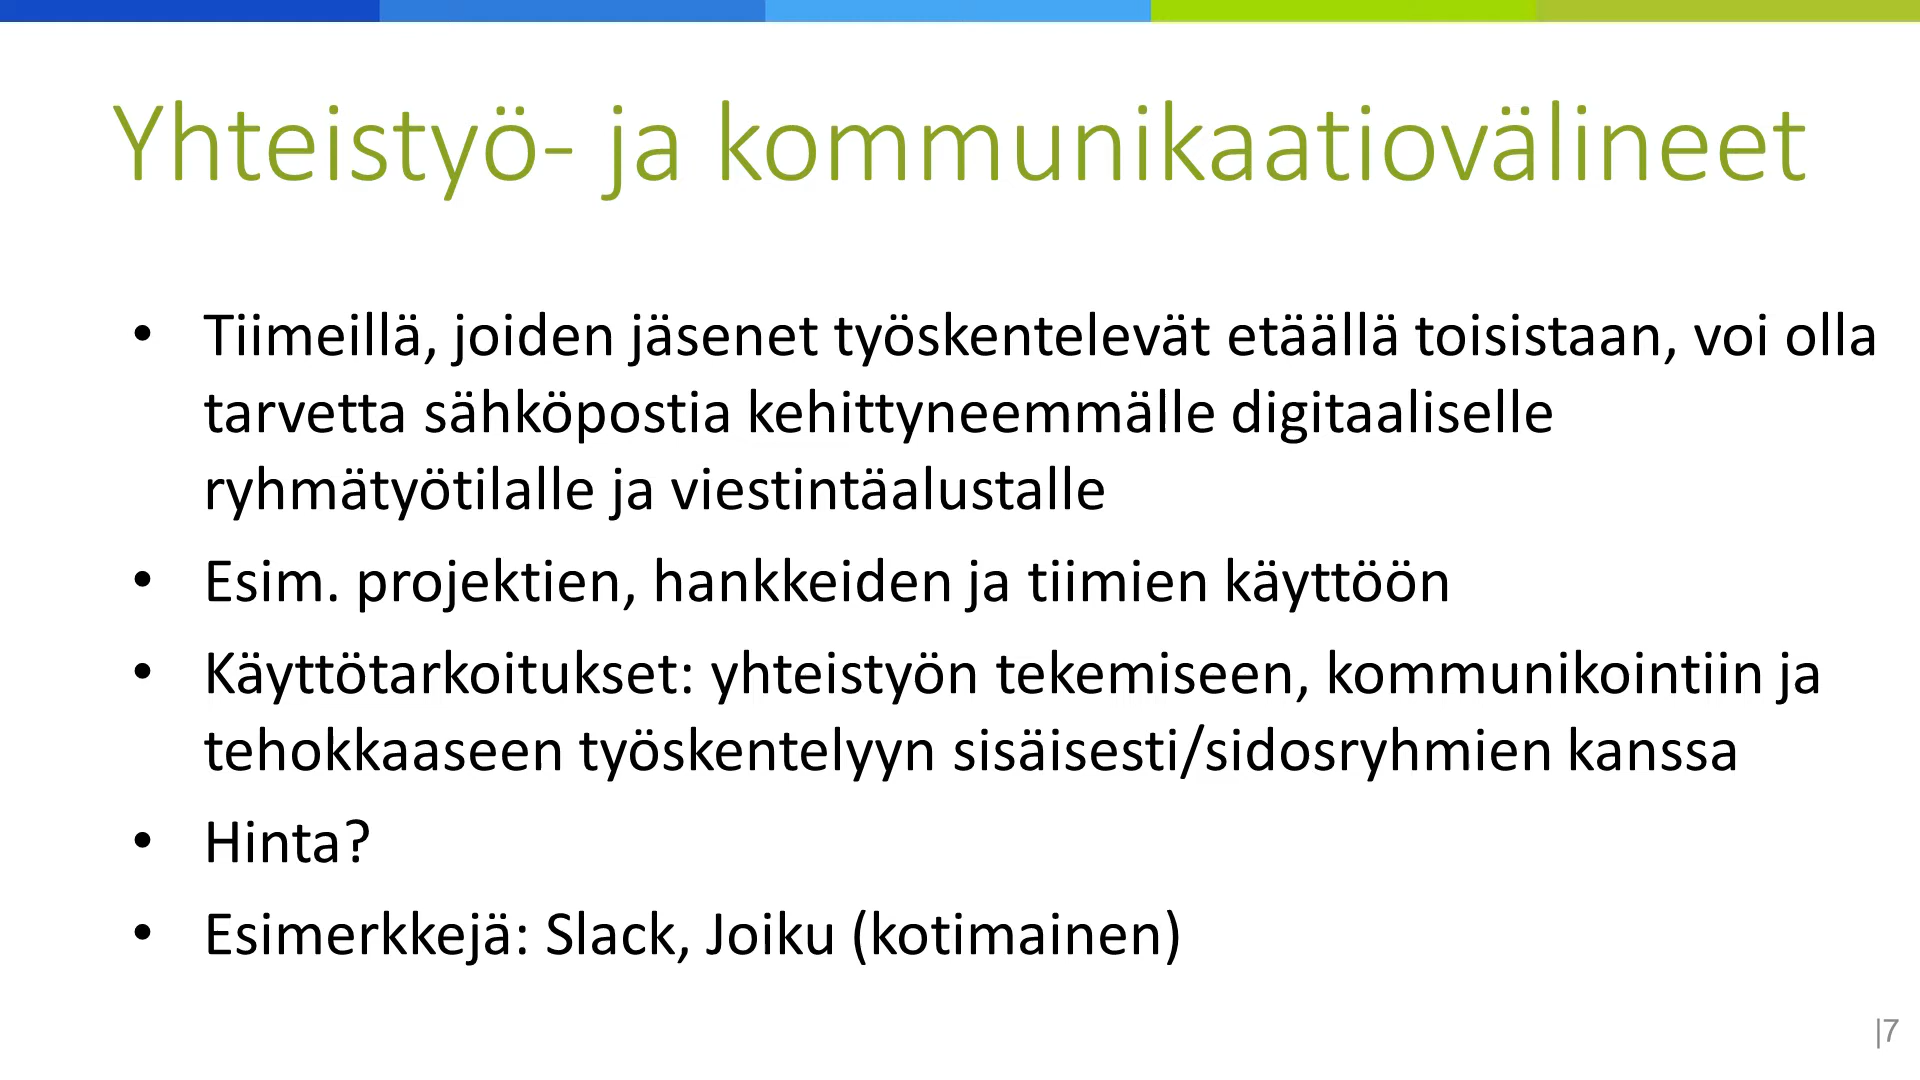 Yhteistyö- ja kommunikaatiovälineet
• Tiimeillä, joiden jäsenet työskentelevät etäällä toisistaan, voi olla
tarvetta sähköpostia kehittyneemmälle digitaaliselle
ryhmätyötilalle ja viestintäalustalle
• Esim. projektien, hankkeiden ja tiimien käyttöön
• Käyttötarkoitukset: yhteistyön tekemiseen, kommunikointiin ja
tehokkaaseen työskentelyyn sisäisesti/sidosryhmien kanssa
• Hinta?
• Esimerkkejä: Slack, Joiku (kotimainen)
|7